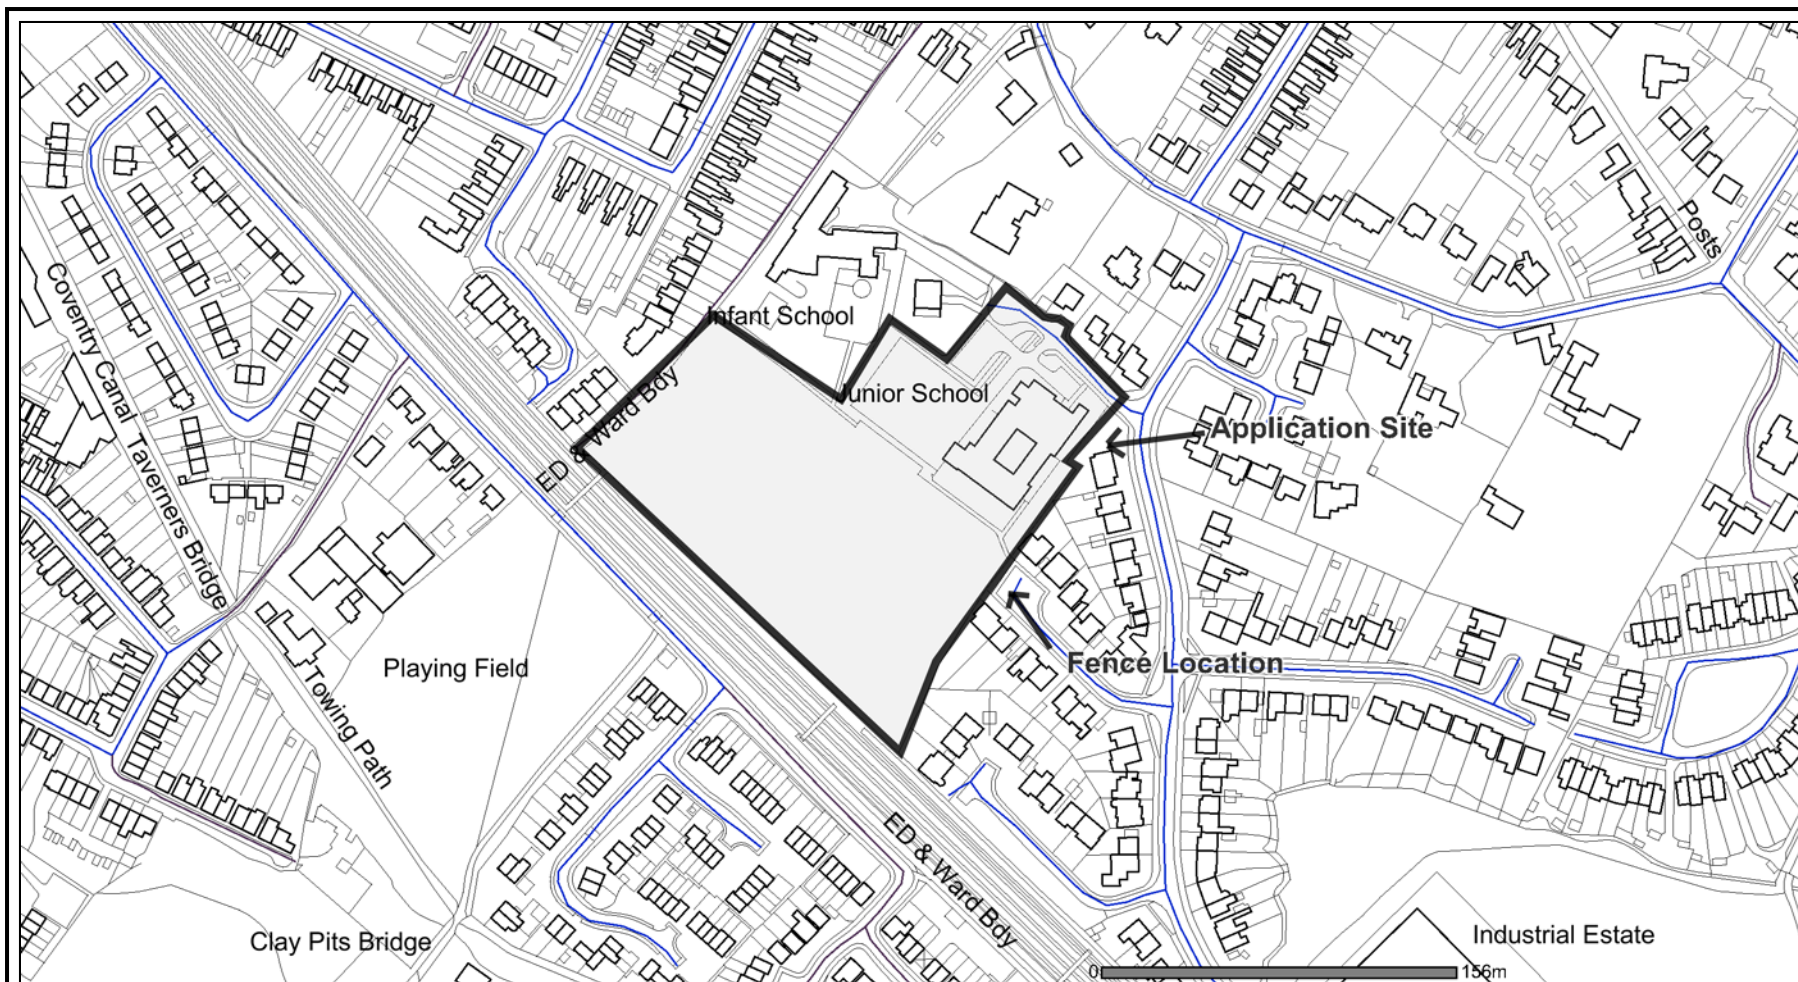 Posts
Coventry Canal
Taverners Bridge
Infant School
ED & Ward Bdy
Junior School
Application Site
Fence Location
Playing Field
Towing Path
ED & Ward Bdy
Clay Pits Bridge
Industrial Estate
0
156m